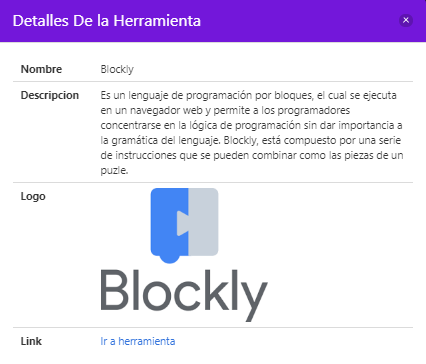 Detalles De la Herramienta
×
Nombre Blockly
Descripcion Es un lenguaje de programación por bloques, el cual se ejecuta
en un navegador web y permite a los programadores
concentrarse en la lógica de programación sin dar importancia a
la gramática del lenguaje. Blockly, está compuesto por una serie
de instrucciones que se pueden combinar como las piezas de un
puzle.
Logo
Blockly
Link Ir a herramienta